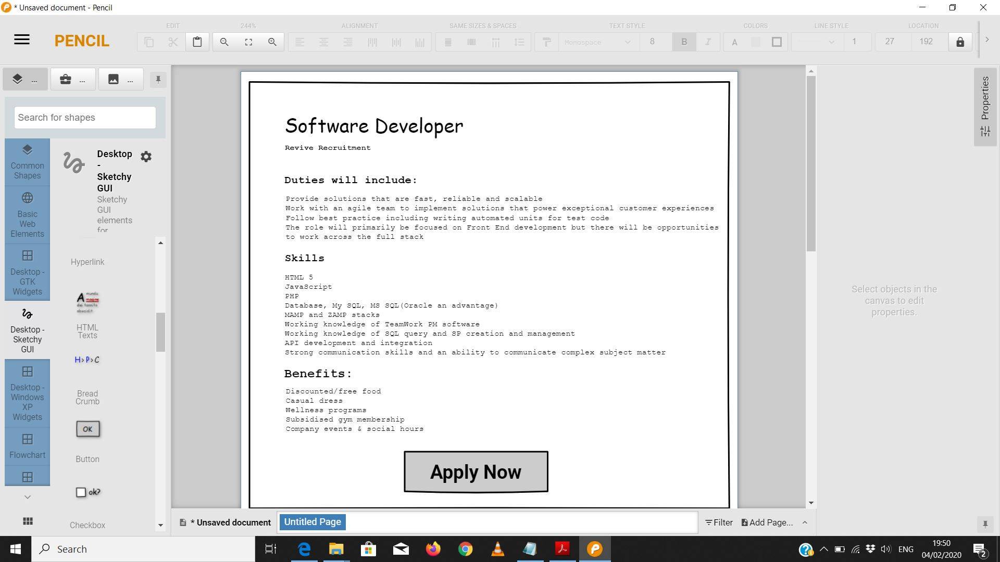 * Unsaved document - Pencil
EDIT
244%
ALIGNMENT
SAME SIZES & SPACES
TEXT STYLE
COLORS
LINE STYLE
LOCATION
PENCIL
Monospace
8
B
I
A
1
27
192
...
...
...
Search for shapes
Common
Shapes
Basic
Web
Elements
Desktop -
GTK
Widgets
Desktop -
Sketchy
GUI
Desktop -
Windows
XP
Widgets
Flowchart
Desktop
-
Sketchy
GUI
Sketchy
GUI
elements
for
Hyperlink
A
HTML
Texts
H>P>C
Bread
Crumb
OK
Button
ok?
Checkbox
Software Developer
Revive Recruitment
Duties will include:
Provide solutions that are fast, reliable and scalable
Work with an agile team to implement solutions that power exceptional customer experiences
Follow best practice including writing automated units for test code
The role will primarily be focused on Front End development but there will be opportunities
to work across the full stack
Skills
HTML 5
JavaScript
PHP
Database, My SQL, MS SQL(Oracle an advantage)
MAMP and ZAMP stacks
Working knowledge of TeamWork PM software
Working knowledge of SQL query and SP creation and management
API development and integration
Strong communication skills and an ability to communicate complex subject matter
Benefits:
Discounted/free food
Casual dress
Wellness programs
Subsidised gym membership
Company events & social hours
Apply Now
Properties
Select objects in the
canvas to edit
properties.
* Unsaved document
Untitled Page
Filter
Add Page...
Search
ENG
19:50
04/02/2020
2